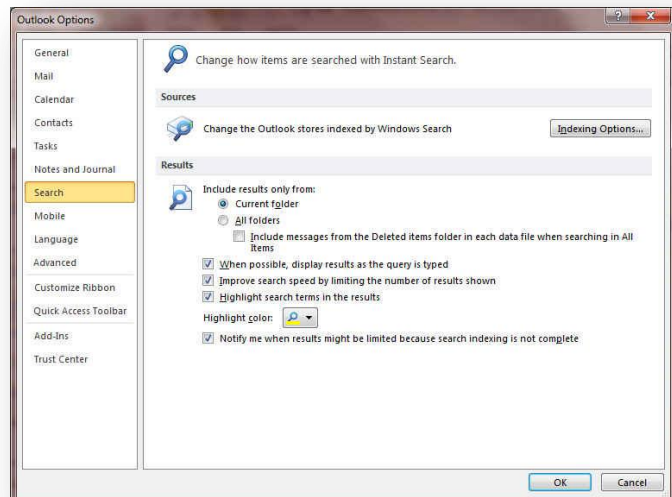 Outlook Options
General
Mail
Calendar
Contacts
Tasks
Notes and Journal
Search
Mobile
Language
Advanced
Customize Ribbon
Quick Access Toolbar
Add-Ins
Trust Center
Change how items are searched with Instant Search.
Sources
Change the Outlook stores indexed by Windows Search
Indexing Options...
Results
Include results only from:
Current folder
All folders
Include messages from the Deleted items folder in each data file when searching in All
Items
When possible, display results as the query is typed
Improve search speed by limiting the number of results shown
Highlight search terms in the results
Highlight color:
Notify me when results might be limited because search indexing is not complete
OK
Cancel